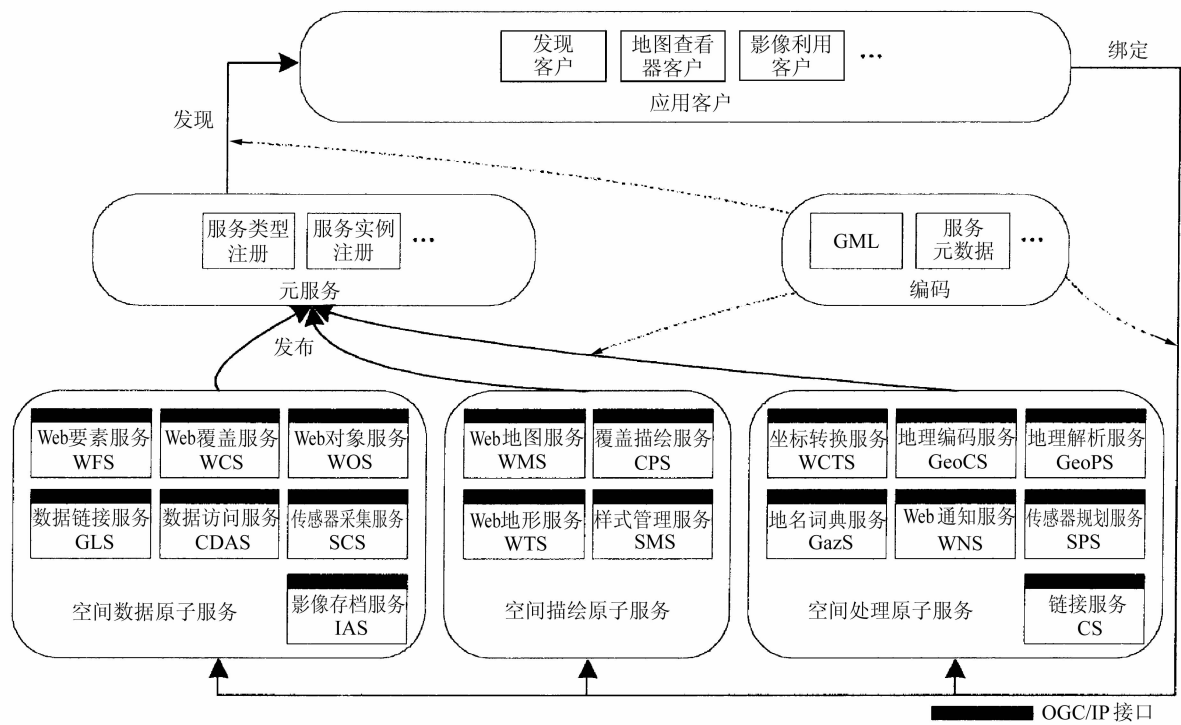 发现
客户
地图查看
器客户
影像利用
客户
…
应用客户
绑定
发现
服务类型
注册
服务实例
注册
…
元服务
GML
服务
元数据
…
编码
发布
Web要素服务
WFS
Web覆盖服务
WCS
Web对象服务
WOS
数据链接服务
GLS
数据访问服务
CDAS
传感器采集服务
SCS
空间数据原子服务
影像存档服务
IAS
Web地图服务
WMS
覆盖描绘服务
CPS
Web地形服务
WTS
样式管理服务
SMS
空间描绘原子服务
坐标转换服务
WCTS
地理编码服务
GeoCS
地理解析服务
GeoPS
地名词典服务
GazS
Web通知服务
WNS
传感器规划服务
SPS
空间处理原子服务
链接服务
CS
OGC/IP接口